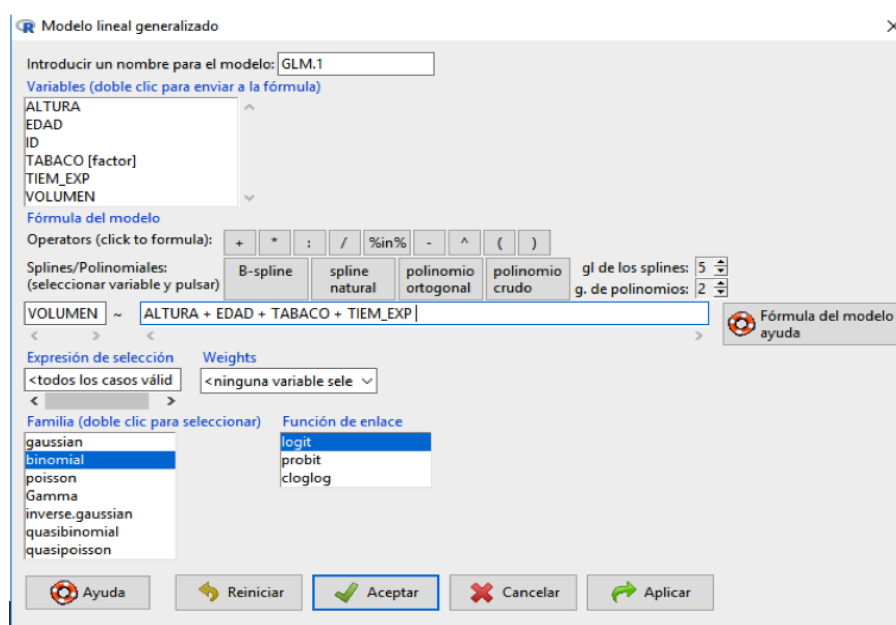 Modelo lineal generalizado
Introducir un nombre para el modelo: GLM.1
Variables (doble clic para enviar a la fórmula)
ALTURA
EDAD
ID
TABACO [factor]
TIEM_EXP
VOLUMEN
Fórmula del modelo
Operators (click to formula): + * : / %in% - ^ ( )
Splines/Polinomiales:
(seleccionar variable y pulsar)
B-spline
spline
natural
polinomio
ortogonal
polinomio
crudo
gl de los splines: 5
g. de polinomios: 2
VOLUMEN ~ ALTURA + EDAD + TABACO + TIEM_EXP
Fórmula del modelo
ayuda
Expresión de selección Weights
<todos los casos válid <ninguna variable sele
Familia (doble clic para seleccionar) Función de enlace
gaussian
binomial
poisson
Gamma
inverse.gaussian
quasibinomial
quasipoisson
logit
probit
cloglog
Ayuda Reiniciar Aceptar Cancelar Aplicar